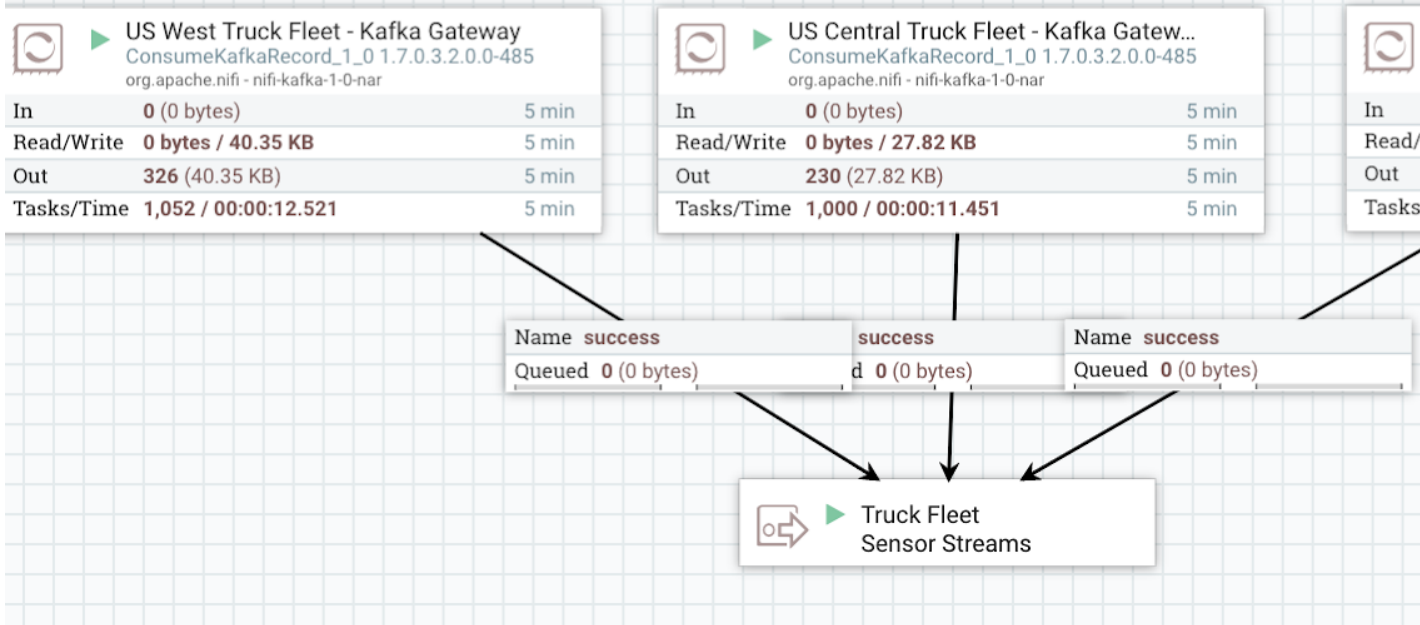 US West Truck Fleet - Kafka Gateway
ConsumeKafkaRecord_1_0 1.7.0.3.2.0.0-485
org.apache.nifi - nifi-kafka-1-0-nar
In 0 (0 bytes) 5 min
Read/Write 0 bytes / 40.35 KB 5 min
Out 326 (40.35 KB) 5 min
Tasks/Time 1,052 / 00:00:12.521 5 min
US Central Truck Fleet - Kafka Gatew...
ConsumeKafkaRecord_1_0 1.7.0.3.2.0.0-485
org.apache.nifi - nifi-kafka-1-0-nar
In 0 (0 bytes) 5 min
Read/Write 0 bytes / 27.82 KB 5 min
Out 230 (27.82 KB) 5 min
Tasks/Time 1,000 / 00:00:11.451 5 min
In
Read/
Out
Tasks
Name success
Queued 0 (0 bytes)
success
d 0 (0 bytes)
Name success
Queued 0 (0 bytes)
Truck Fleet
Sensor Streams